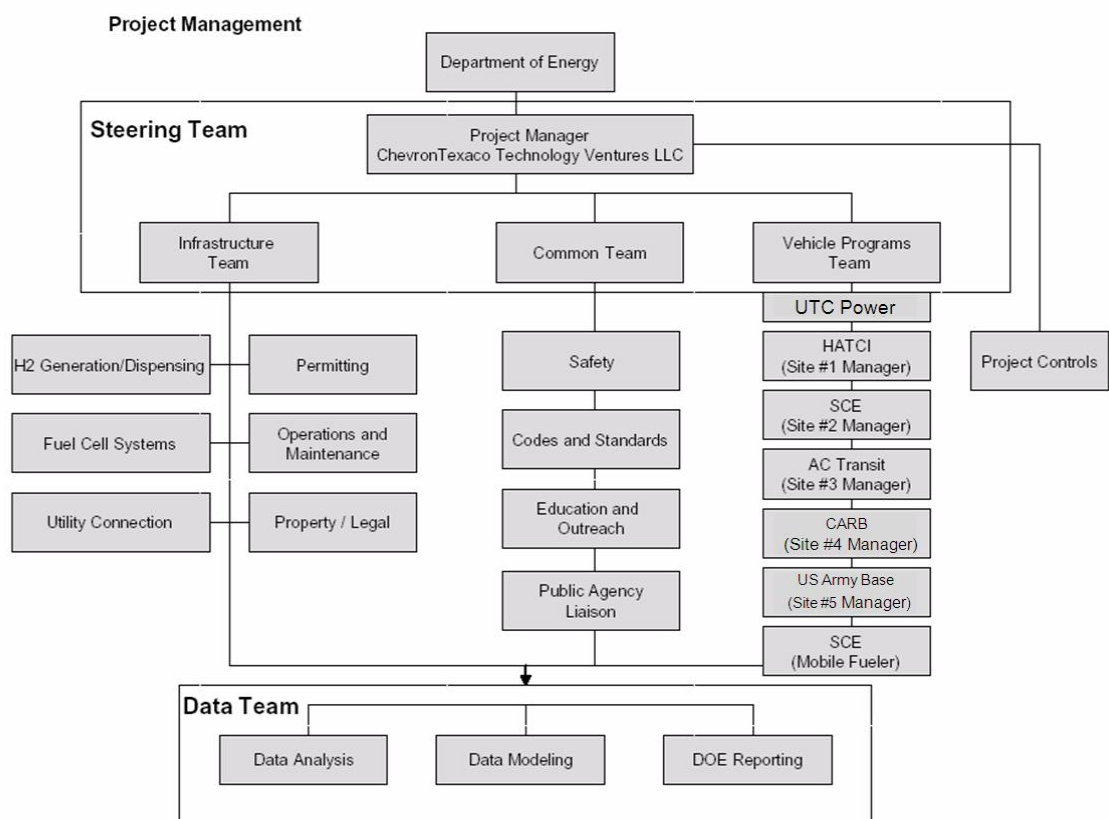 Project Management
Department of Energy
Steering Team
Project Manager
ChevronTexaco Technology Ventures LLC
Infrastructure
Team
Common Team
Vehicle Programs
Team
UTC Power
H2 Generation/Dispensing
Permitting
Safety
HATCI
(Site #1 Manager)
Project Controls
Fuel Cell Systems
Operations and
Maintenance
Codes and Standards
SCE
(Site #2 Manager)
AC Transit
(Site #3 Manager)
Utility Connection
Property / Legal
Education and
Outreach
CARB
(Site #4 Manager)
Public Agency
Liaison
US Army Base
(Site #5 Manager)
SCE
(Mobile Fueler)
Data Team
Data Analysis
Data Modeling
DOE Reporting